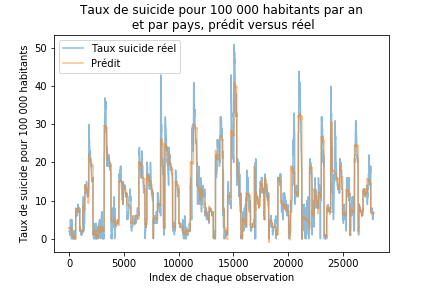 Taux de suicide pour 100 000 habitants par an
et par pays, prédit versus réel
Taux suicide réel
Prédit
Taux de suicide pour 100 000 habitants
50
40
30
20
10
0
0
5000
10000
15000
20000
25000
Index de chaque observation